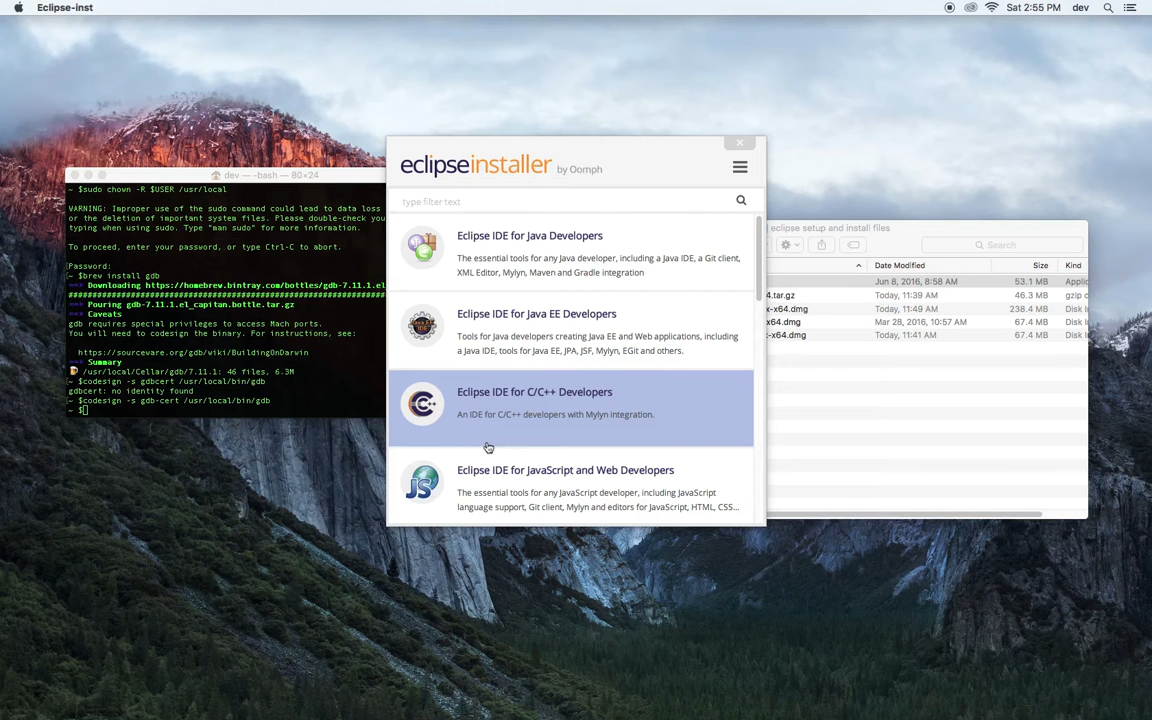 Eclipse-inst
Sat 2:55 PM
dev
dev — -bash — 80×24
~ $sudo chown -R $USER /usr/local
WARNING: Improper use of the sudo command could lead to data loss
or the deletion of important system files. Please double-check you
typing when using sudo. Type "man sudo" for more information.
To proceed, enter your password, or type Ctrl-C to abort.
Password:
~ $brew install gdb
==> Downloading https://homebrew.bintray.com/bottles/gdb-7.11.1.el
################################################################
==> Pouring gdb-7.11.1.el_capitan.bottle.tar.gz
==> Caveats
gdb requires special privileges to access Mach ports.
You will need to codesign the binary. For instructions, see:
https://sourceware.org/gdb/wiki/BuildingOnDarwin
==> Summary
/usr/local/Cellar/gdb/7.11.1: 46 files, 6.3M
~ $codesign -s gdbcert /usr/local/bin/gdb
gdbcert: no identity found
~ $codesign -s gdb-cert /usr/local/bin/gdb
~ $
eclipseinstaller by Oomph
type filter text
Eclipse IDE for Java Developers
The essential tools for any Java developer, including a Java IDE, a Git client,
XML Editor, Mylyn, Maven and Gradle integration
Eclipse IDE for Java EE Developers
Tools for Java developers creating Java EE and Web applications, including
a Java IDE, tools for Java EE, JPA, JSF, Mylyn, EGit and others.
Eclipse IDE for C/C++ Developers
An IDE for C/C++ developers with Mylyn integration.
Eclipse IDE for JavaScript and Web Developers
The essential tools for any JavaScript developer, including JavaScript
language support, Git client, Mylyn and editors for JavaScript, HTML, CSS...
eclipse setup and install files
Search
Date Modified Size Kind
Jun 8, 2016, 8:58 AM 53.1 MB Applic
4.tar.gz Today, 11:39 AM 46.3 MB gzip c
x-x64.dmg Today, 11:49 AM 238.4 MB Disk I
x64.dmg Mar 28, 2016, 10:57 AM 67.4 MB Disk I
-x64.dmg Today, 11:41 AM 67.4 MB Disk I